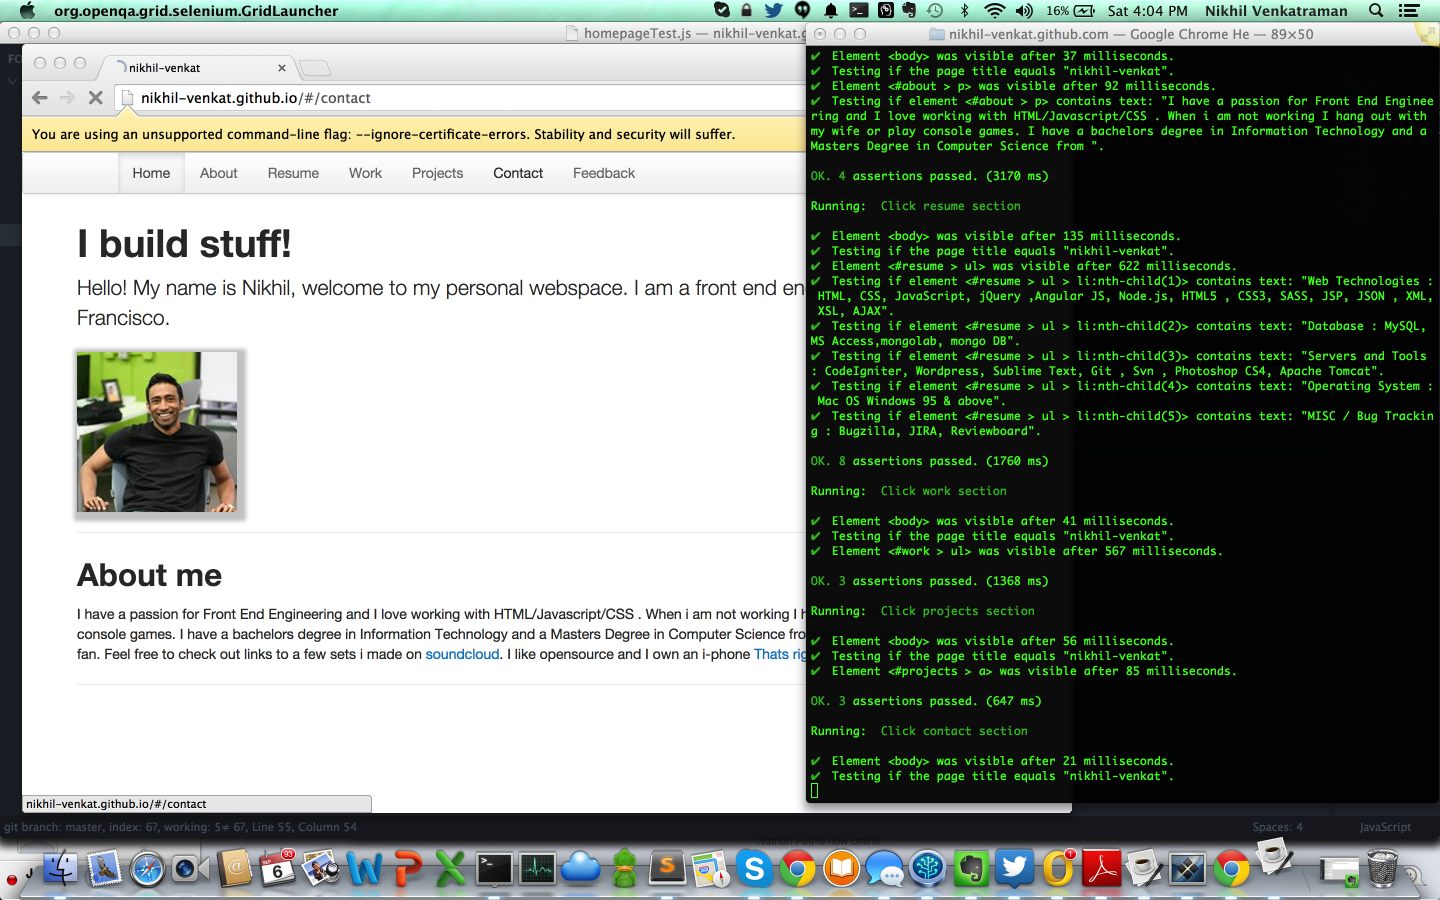 org.openqa.grid.selenium.GridLauncher
16%
Sat 4:04 PM
Nikhil Venkatraman
homepageTest.js — nikhil-venkat.g
nikhil-venkat
nikhil-venkat.github.io/#/contact
You are using an unsupported command-line flag: --ignore-certificate-errors. Stability and security will suffer.
Home About Resume Work Projects Contact Feedback
I build stuff!
Hello! My name is Nikhil, welcome to my personal webspace. I am a front end en
Francisco.
About me
I have a passion for Front End Engineering and I love working with HTML/Javascript/CSS . When i am not working I h
console games. I have a bachelors degree in Information Technology and a Masters Degree in Computer Science fro
fan. Feel free to check out links to a few sets i made on soundcloud. I like opensource and I own an i-phone Thats rig
nikhil-venkat.github.io/#/contact
nikhil-venkat.github.com — Google Chrome He — 89×50
✔ Element <body> was visible after 37 milliseconds.
✔ Testing if the page title equals "nikhil-venkat".
✔ Element <#about > p> was visible after 92 milliseconds.
✔ Testing if element <#about > p> contains text: "I have a passion for Front End Enginee
ring and I love working with HTML/Javascript/CSS . When i am not working I hang out with
my wife or play console games. I have a bachelors degree in Information Technology and a
Masters Degree in Computer Science from ".
OK. 4 assertions passed. (3170 ms)
Running: Click resume section
✔ Element <body> was visible after 135 milliseconds.
✔ Testing if the page title equals "nikhil-venkat".
✔ Element <#resume > ul> was visible after 622 milliseconds.
✔ Testing if element <#resume > ul > li:nth-child(1)> contains text: "Web Technologies :
HTML, CSS, JavaScript, jQuery ,Angular JS, Node.js, HTML5 , CSS3, SASS, JSP, JSON , XML,
XSL, AJAX".
✔ Testing if element <#resume > ul > li:nth-child(2)> contains text: "Database : MySQL,
MS Access,mongolab, mongo DB".
✔ Testing if element <#resume > ul > li:nth-child(3)> contains text: "Servers and Tools
: CodeIgniter, Wordpress, Sublime Text, Git , Svn , Photoshop CS4, Apache Tomcat".
✔ Testing if element <#resume > ul > li:nth-child(4)> contains text: "Operating System :
Mac OS Windows 95 & above".
✔ Testing if element <#resume > ul > li:nth-child(5)> contains text: "MISC / Bug Trackin
g : Bugzilla, JIRA, Reviewboard".
OK. 8 assertions passed. (1760 ms)
Running: Click work section
✔ Element <body> was visible after 41 milliseconds.
✔ Testing if the page title equals "nikhil-venkat".
✔ Element <#work > ul> was visible after 567 milliseconds.
OK. 3 assertions passed. (1368 ms)
Running: Click projects section
✔ Element <body> was visible after 56 milliseconds.
✔ Testing if the page title equals "nikhil-venkat".
✔ Element <#projects > a> was visible after 85 milliseconds.
OK. 3 assertions passed. (647 ms)
Running: Click contact section
✔ Element <body> was visible after 21 milliseconds.
✔ Testing if the page title equals "nikhil-venkat".
git branch: master, index: 6?, working: 5≠ 6?, Line 55, Column 54
Spaces: 4
JavaScript
93
6
1